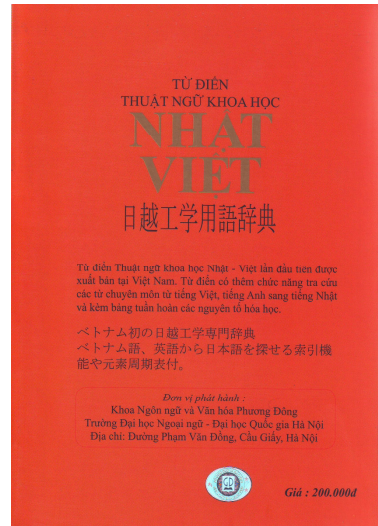 TỪ ĐIỂN
THUẬT NGỮ KHOA HỌC
NHẬT
VIỆT
日越工学用語辞典
Từ điển Thuật ngữ khoa học Nhật - Việt lần đầu tiên được
xuất bản tại Việt Nam. Từ điển có thêm chức năng tra cứu
các từ chuyên môn từ tiếng Việt, tiếng Anh sang tiếng Nhật
và kèm bảng tuần hoàn các nguyên tố hóa học.
ベトナム初の日越工学専門辞典
ベトナム語、英語から日本語を探せる索引機
能や元素周期表付。
Đơn vị phát hành :
Khoa Ngôn ngữ và Văn hóa Phương Đông
Trường Đại học Ngoại ngữ - Đại học Quốc gia Hà Nội
Địa chỉ: Đường Phạm Văn Đồng, Cầu Giấy, Hà Nội
Giá : 200.000đ